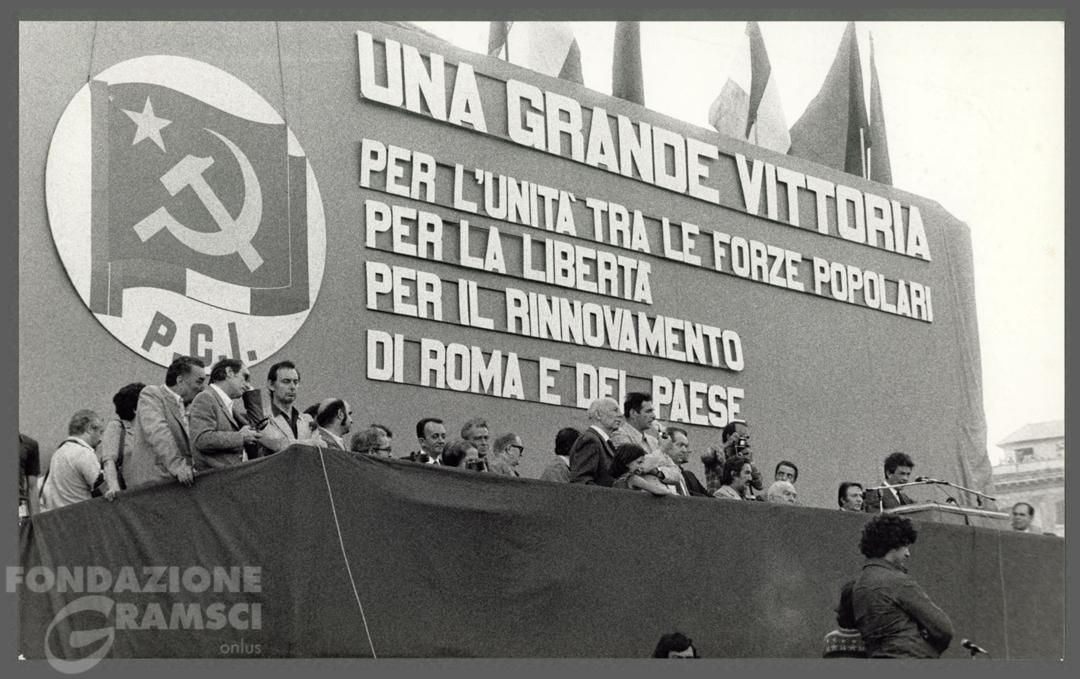 UNA GRANDE VITTORIA
PER L'UNITÀ TRA LE FORZE POPOLARI
PER LA LIBERTÀ
PER IL RINNOVAMENTO
DI ROMA E DEL PAESE
P.C.I.
FONDAZIONE
GRAMSCI
onlus